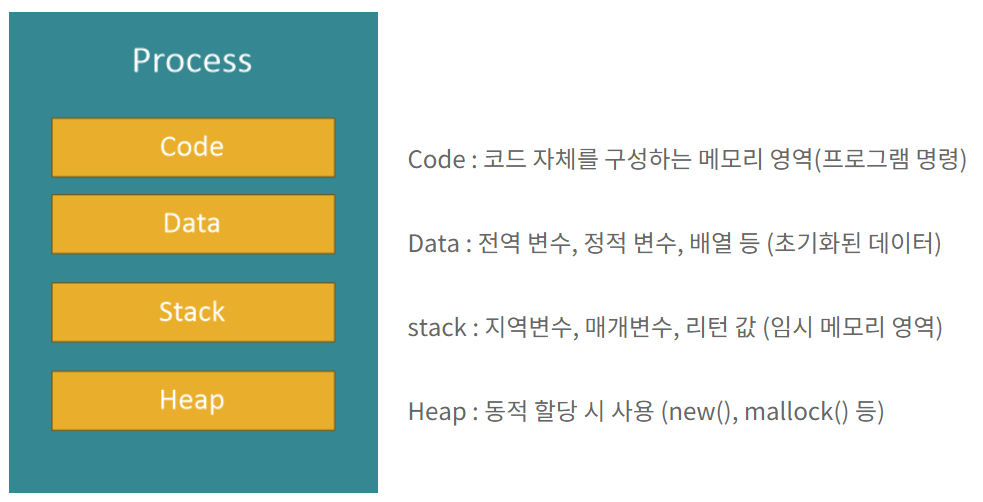 Process
Code
Code : 코드 자체를 구성하는 메모리 영역(프로그램 명령)
Data
Data : 전역 변수, 정적 변수, 배열 등 (초기화된 데이터)
Stack
stack : 지역변수, 매개변수, 리턴 값 (임시 메모리 영역)
Heap
Heap : 동적 할당 시 사용 (new(), mallock() 등)